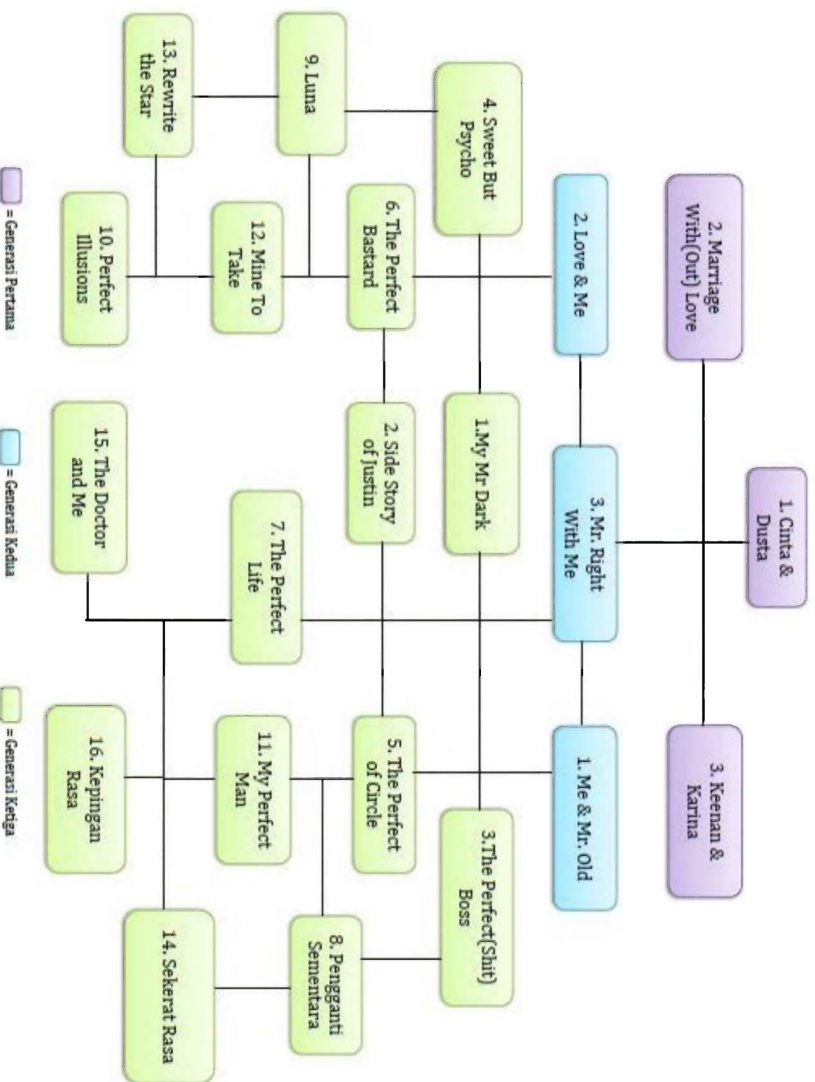 1. Cinta &
Dusta
2. Marriage
With(Out) Love
3. Keenan &
Karina
2. Love & Me
3. Mr. Right
With Me
1. Me & Mr. Old
4. Sweet But
Psycho
1.My Mr Dark
3.The Perfect(Shit)
Boss
6. The Perfect
Bastard
2. Side Story
of Justin
5. The Perfect
of Circle
9. Luna
12. Mine To
Take
7. The Perfect
Life
11. My Perfect
Man
8. Pengganti
Sementara
13. Rewrite
the Star
10. Perfect
Illusions
15. The Doctor
and Me
16. Kepingan
Rasa
14. Sekerat Rasa
= Generasi Pertama
= Generasi Kedua
= Generasi Ketiga